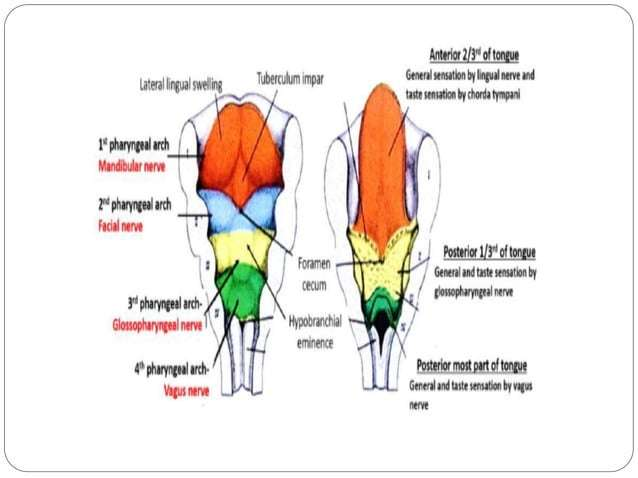 Lateral lingual swelling
Tuberculum impar
1st pharyngeal arch
Mandibular nerve
2nd pharyngeal arch
Facial nerve
3rd pharyngeal arch-
Glossopharyngeal nerve
4th pharyngeal arch-
Vagus nerve
Foramen
cecum
Hypobranchial
eminence
Anterior 2/3rd of tongue
General sensation by lingual nerve and
taste sensation by chorda tympani
Posterior 1/3rd of tongue
General and taste sensation by
glossopharyngeal nerve
Posterior most part of tongue
General and taste sensation by vagus
nerve